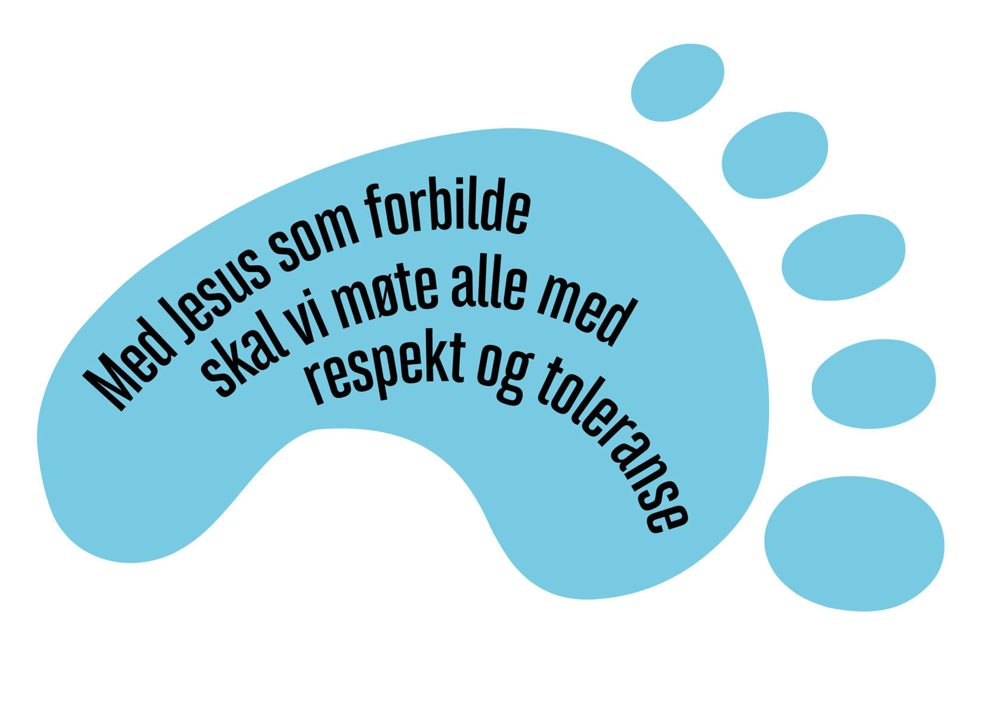 Med Jesus som forbilde
skal vi møte alle med
respekt og toleranse